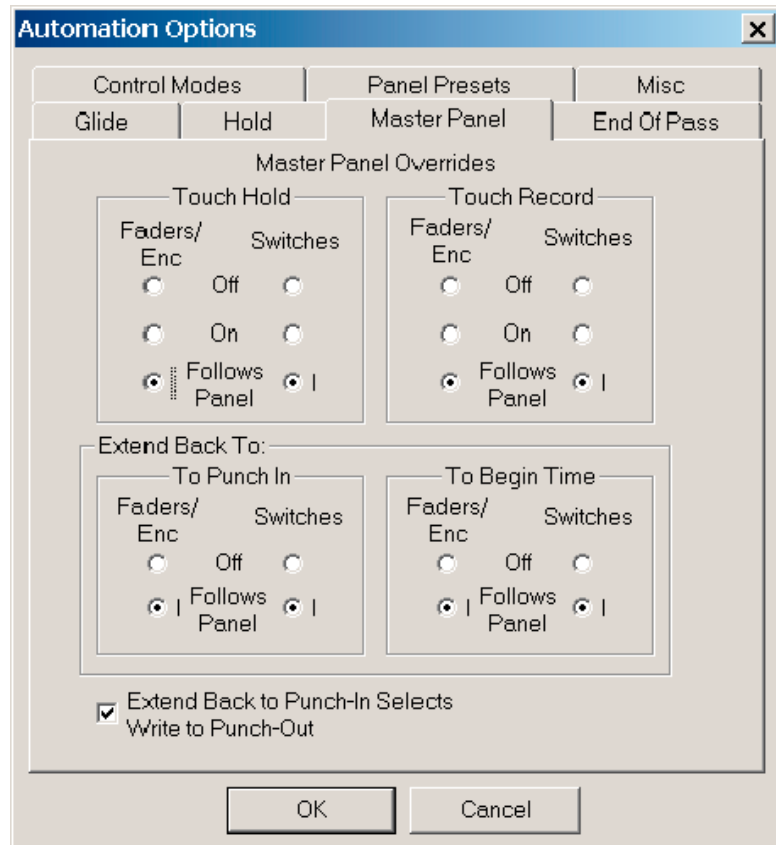 Automation Options
Control Modes Panel Presets Misc
Glide Hold Master Panel End Of Pass
Master Panel Overrides
Touch Hold
Faders/
Enc
Switches
Off
On
Follows
Panel
Touch Record
Faders/
Enc
Switches
Off
On
Follows
Panel
Extend Back To:
To Punch In
Faders/
Enc
Switches
Off
Follows
Panel
To Begin Time
Faders/
Enc
Switches
Off
Follows
Panel
Extend Back to Punch-In Selects
Write to Punch-Out
OK Cancel